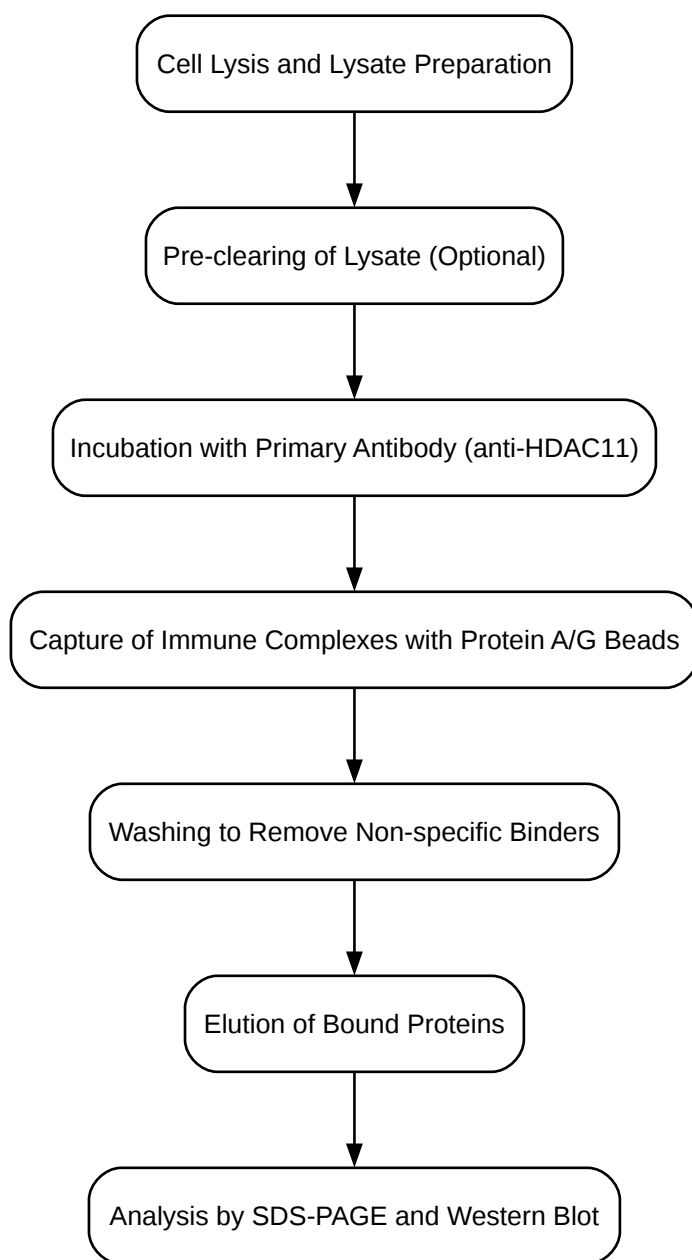 Cell Lysis and Lysate Preparation
Pre-clearing of Lysate (Optional)
Incubation with Primary Antibody (anti-HDAC11)
Capture of Immune Complexes with Protein A/G Beads
Washing to Remove Non-specific Binders
Elution of Bound Proteins
Analysis by SDS-PAGE and Western Blot